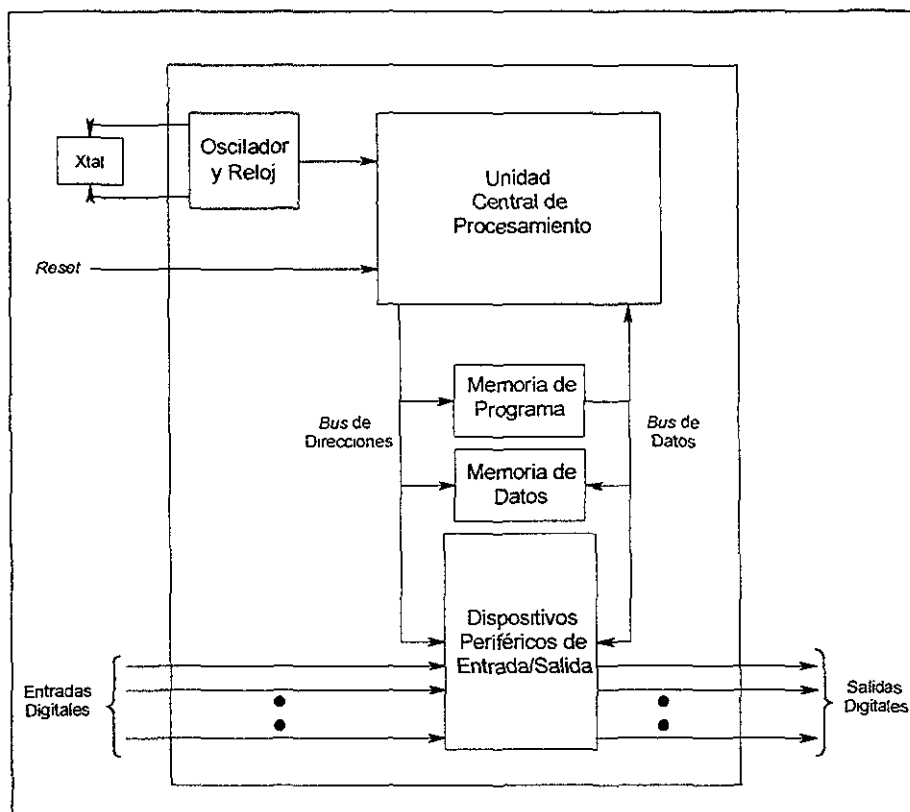 Xtal
Oscilador
y Reloj
Unidad
Central de
Procesamiento
Reset
Memoria de
Programa
Bus de
Direcciones
Bus de
Datos
Memoria de
Datos
Dispositivos
Periféricos de
Entrada/Salida
Entradas
Digitales
Salidas
Digitales